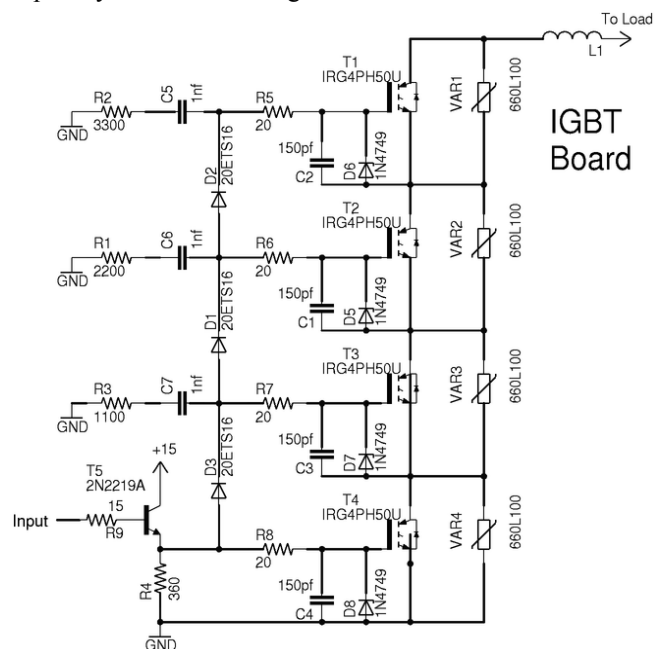 To Load
L1
IGBT
Board
T1
IRG4PH50U
VAR1
660L100
R2
3300
GND
C5
1nf
R5
20
150pf
C2
D6
1N4749
D2
20ETS16
T2
IRG4PH50U
VAR2
660L100
R1
2200
GND
C6
1nf
R6
20
150pf
C1
D5
1N4749
D1
20ETS16
T3
IRG4PH50U
VAR3
660L100
R3
1100
GND
C7
1nf
R7
20
150pf
C3
D7
1N4749
D3
20ETS16
+15
T5
2N2219A
Input
15
R9
R4
360
GND
T4
IRG4PH50U
VAR4
660L100
R8
20
150pf
C4
D8
1N4749